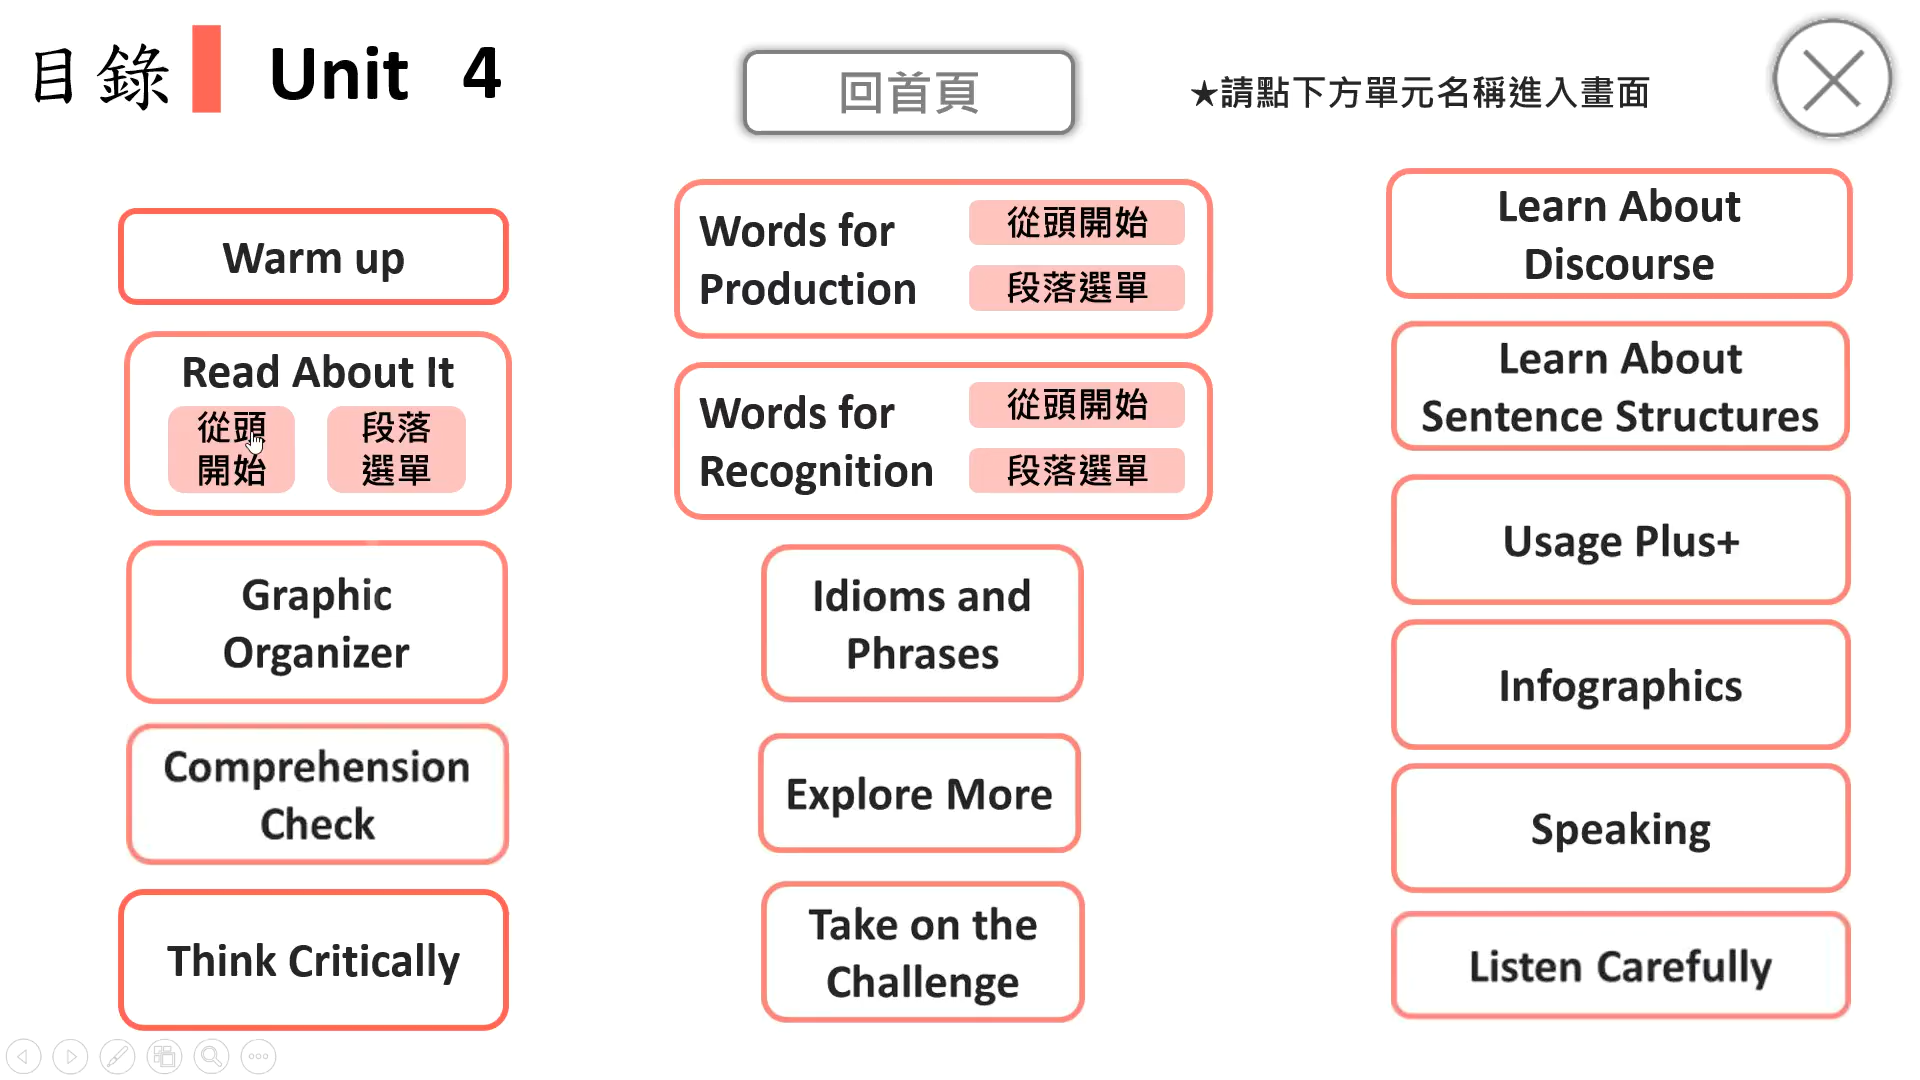 目錄 Unit 4
回首頁
★請點下方單元名稱進入畫面
Warm up
Read About It
從頭
開始
段落
選單
Graphic
Organizer
Comprehension
Check
Think Critically
Words for
Production
從頭開始
段落選單
Words for
Recognition
從頭開始
段落選單
Idioms and
Phrases
Explore More
Take on the
Challenge
Learn About
Discourse
Learn About
Sentence Structures
Usage Plus+
Infographics
Speaking
Listen Carefully